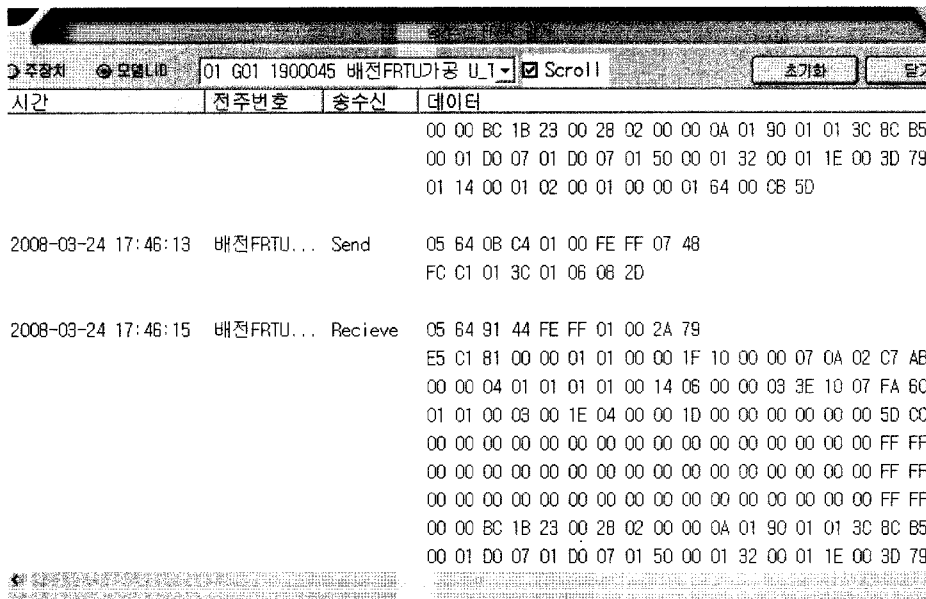 주장치 모뎀LID 01 G01 1900045 배전FRTU가공 U_1 Scroll 초기화
시간 전주번호 송수신 데이터
00 00 BC 1B 23 00 28 02 00 00 0A 01 90 01 01 3C 8C B5
00 01 D0 07 01 D0 07 01 50 00 01 32 00 01 1E 00 3D 79
01 14 00 01 02 00 01 00 00 01 64 00 CB 5D
2008-03-24 17:46:13 배전FRTU... Send 05 64 0B C4 01 00 FE FF 07 48
FC C1 01 3C 01 06 08 2D
2008-03-24 17:46:15 배전FRTU... Recieve 05 64 91 44 FE FF 01 00 2A 79
E5 C1 81 00 00 01 01 00 00 1F 10 00 00 07 0A 02 C7 AB
00 00 04 01 01 01 01 00 14 06 00 00 03 3E 10 07 FA 6C
01 01 00 03 00 1E 04 00 00 1D 00 00 00 00 00 00 5D CC
00 00 00 00 00 00 00 00 00 00 00 00 00 00 00 00 FF FF
00 00 00 00 00 00 00 00 00 00 00 00 00 00 00 00 FF FF
00 00 00 00 00 00 00 00 00 00 00 00 00 00 00 00 FF FF
00 00 BC 1B 23 00 28 02 00 00 0A 01 90 01 01 3C 8C B5
00 01 D0 07 01 D0 07 01 50 00 01 32 00 01 1E 00 3D 79